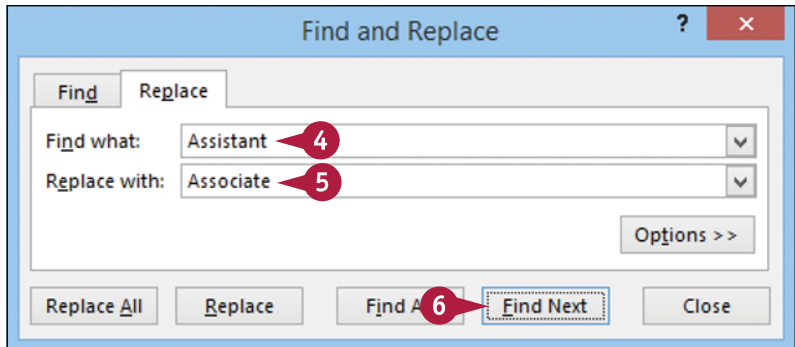 Find and Replace ? ×
Find Replace
Find what: Assistant 4
Replace with: Associate 5
Options >>
Replace All Replace Find 6 Find Next Close